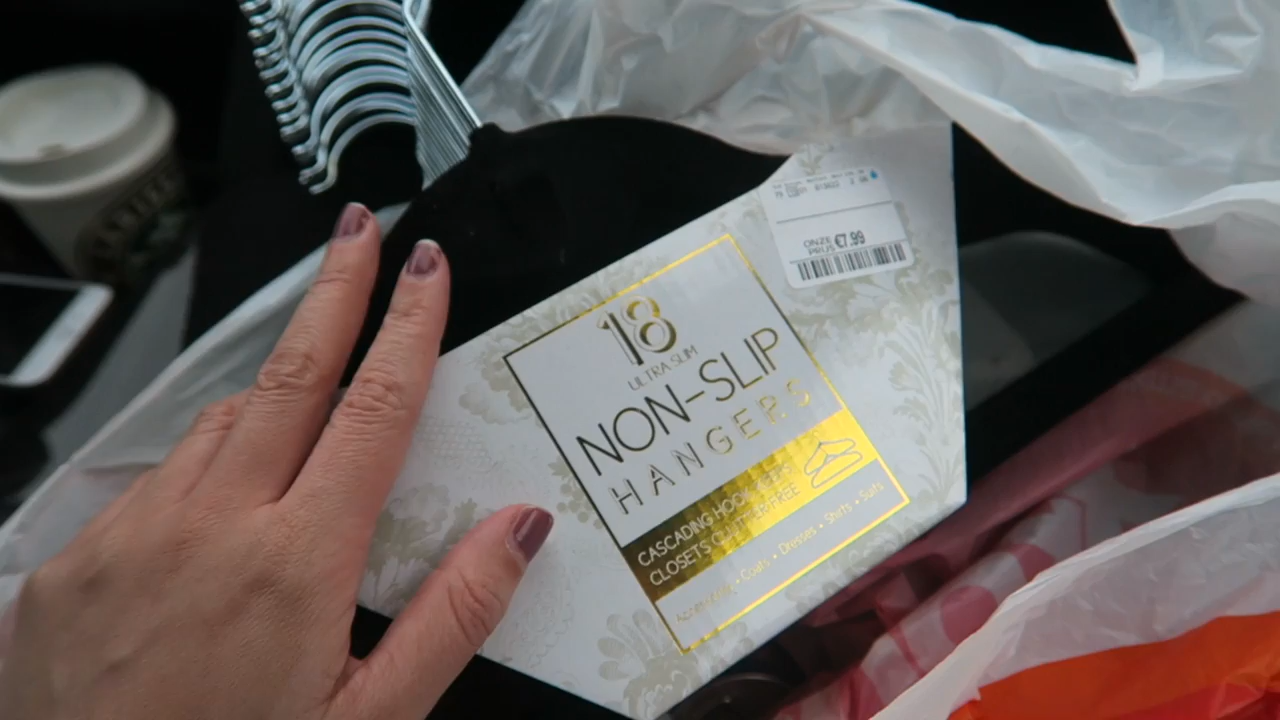 ONZE
PRIJS €7.99
18
ULTRA SLIM
NON-SLIP
HANGERS
CASCADING HOOK KEEPS
CLOSETS CLUTTER FREE
• Coats • Dresses • Shirts • Suits